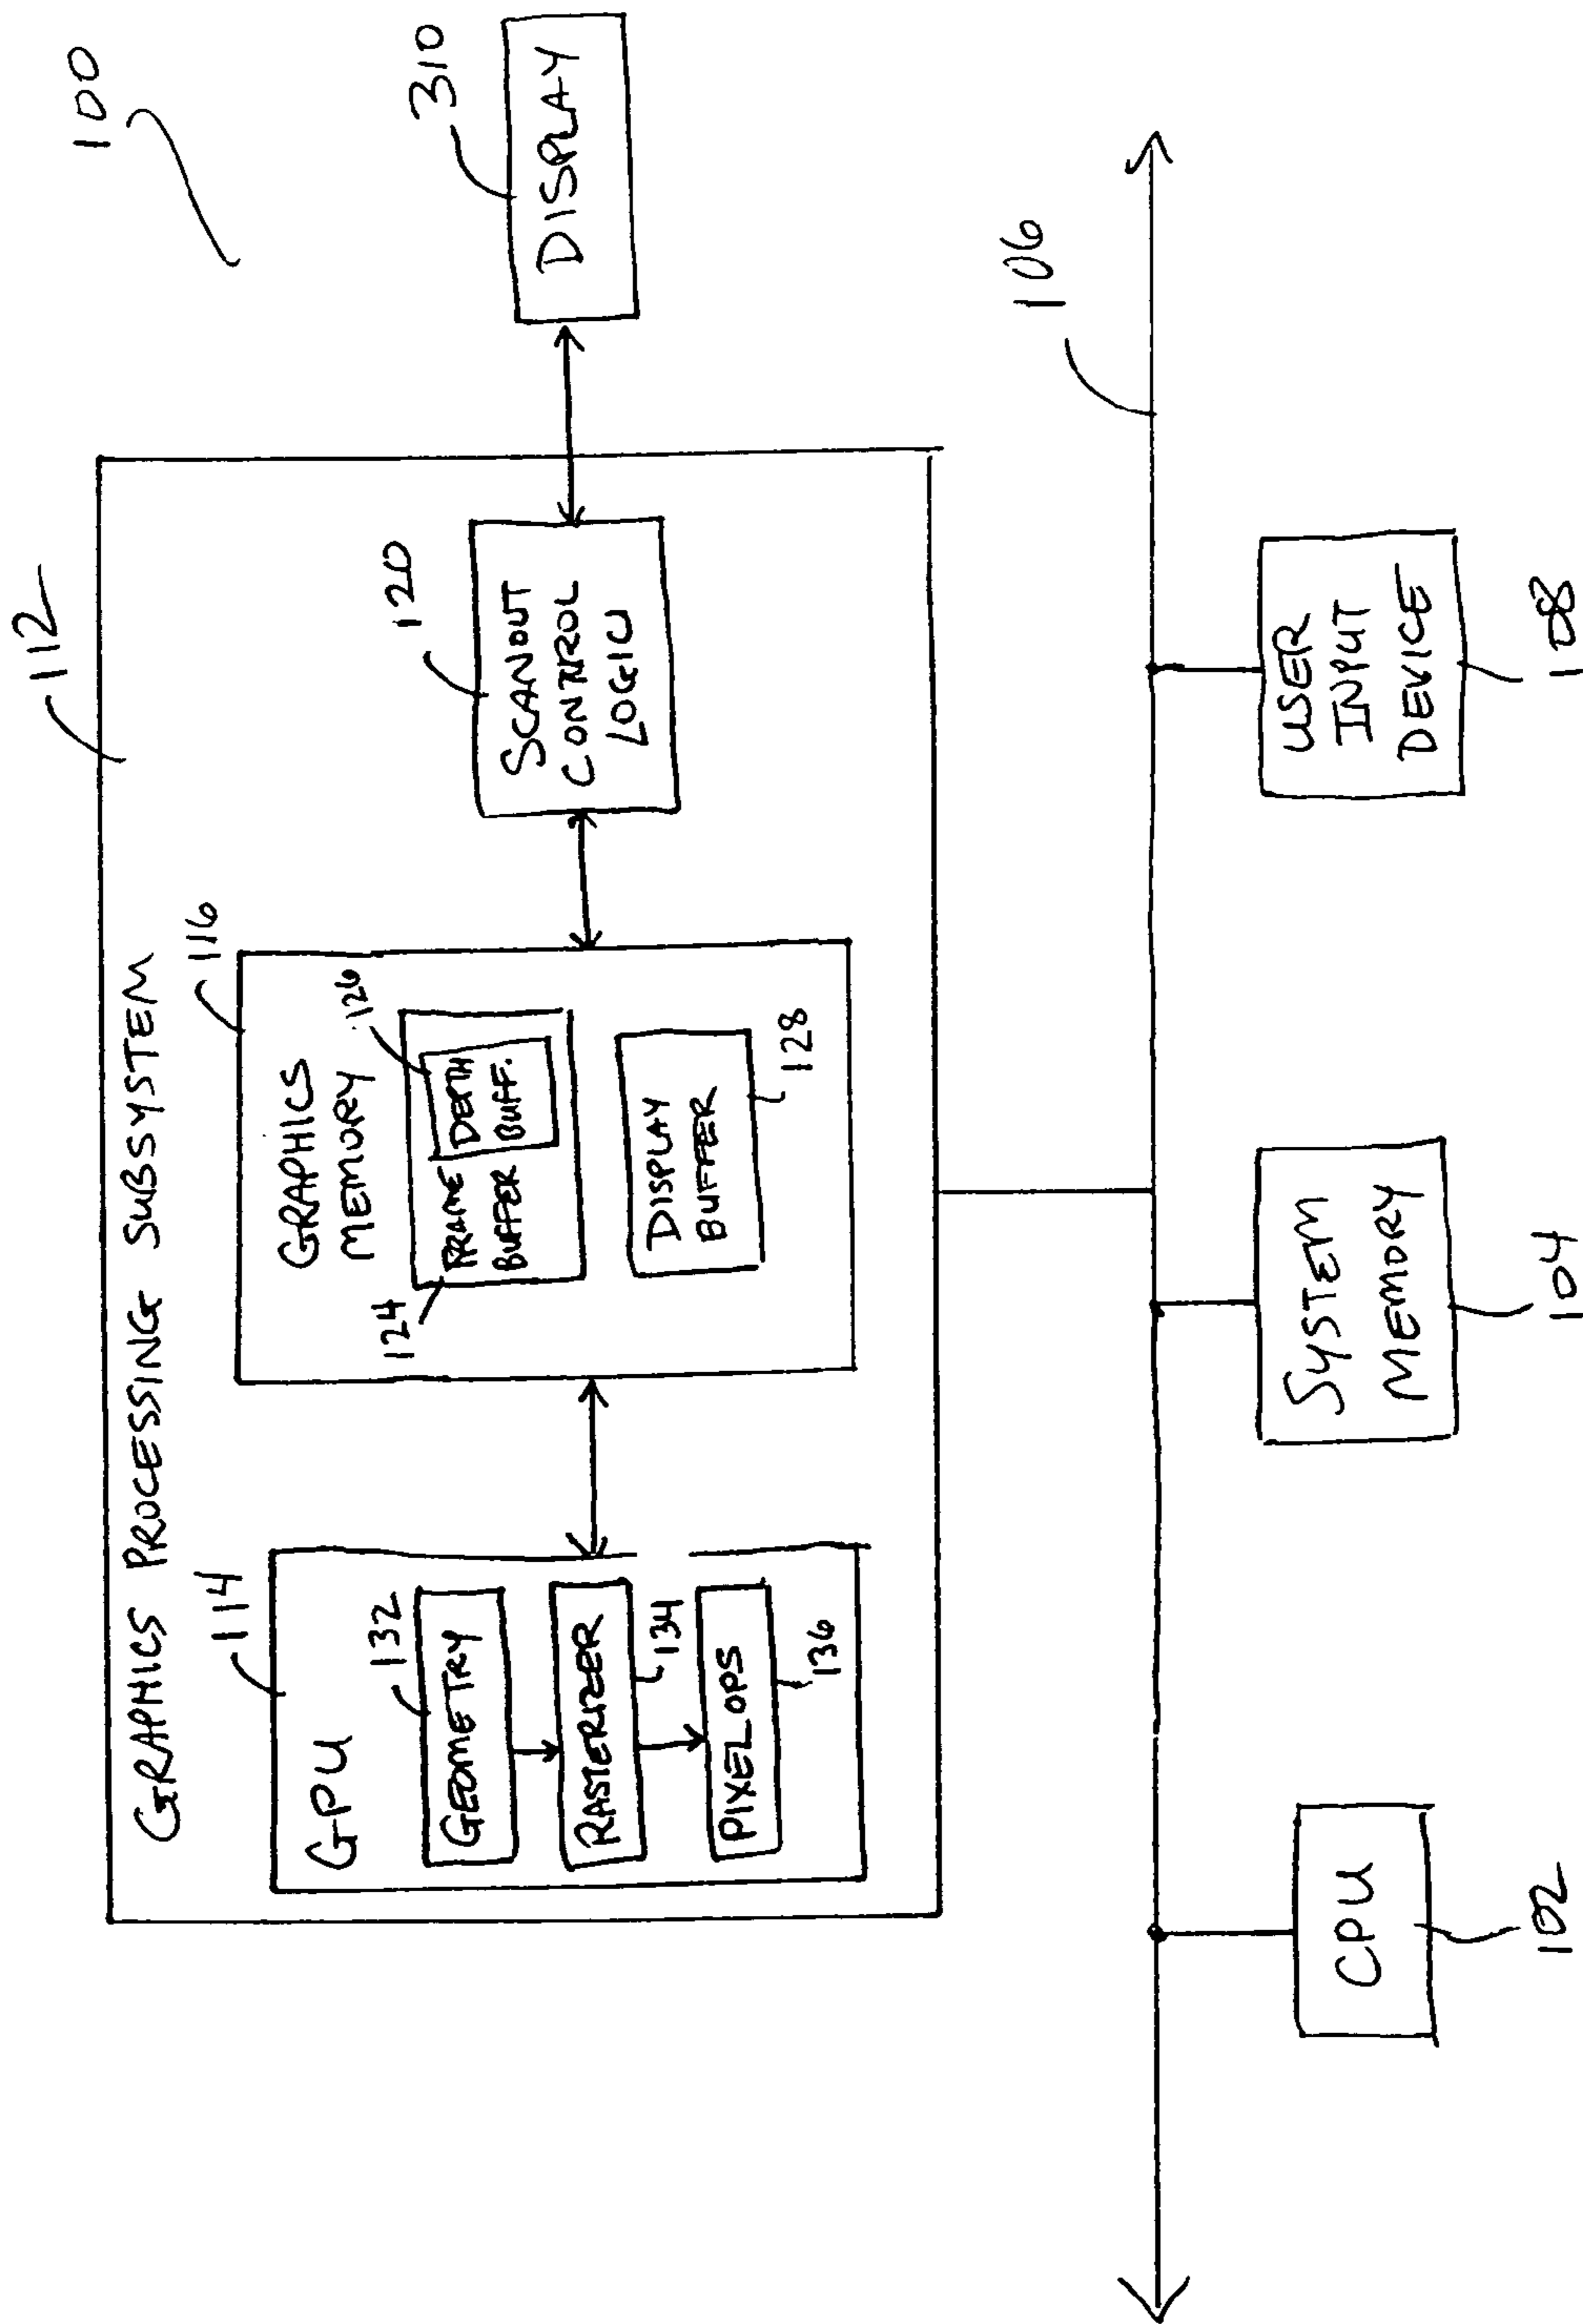 100
112
GRAPHICS PROCESSING SUBSYSTEM
114
GPU
132
GEOMETRY
RASTERIZER
134
PIXELOPS
136
116
GRAPHICS
MEMORY
124
FRAME
BUFFER
126
DEPTH
BUFF.
DISPLAY
BUFFER
128
120
SCANOUT
CONTROL
LOGIC
310
DISPLAY
106
CPU
102
SYSTEM
MEMORY
104
USER
INPUT
DEVICE
108